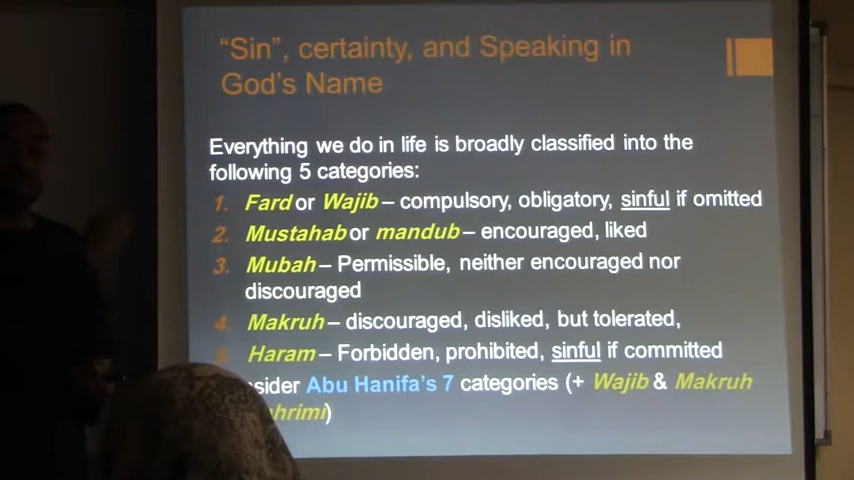 "Sin", certainty, and Speaking in
God's Name
Everything we do in life is broadly classified into the
following 5 categories:
1. Fard or Wajib – compulsory, obligatory, sinful if omitted
2. Mustahab or mandub – encouraged, liked
3. Mubah – Permissible, neither encouraged nor
discouraged
4. Makruh – discouraged, disliked, but tolerated,
Haram – Forbidden, prohibited, sinful if committed
Abu Hanifa's 7 categories (+ Wajib & Makruh